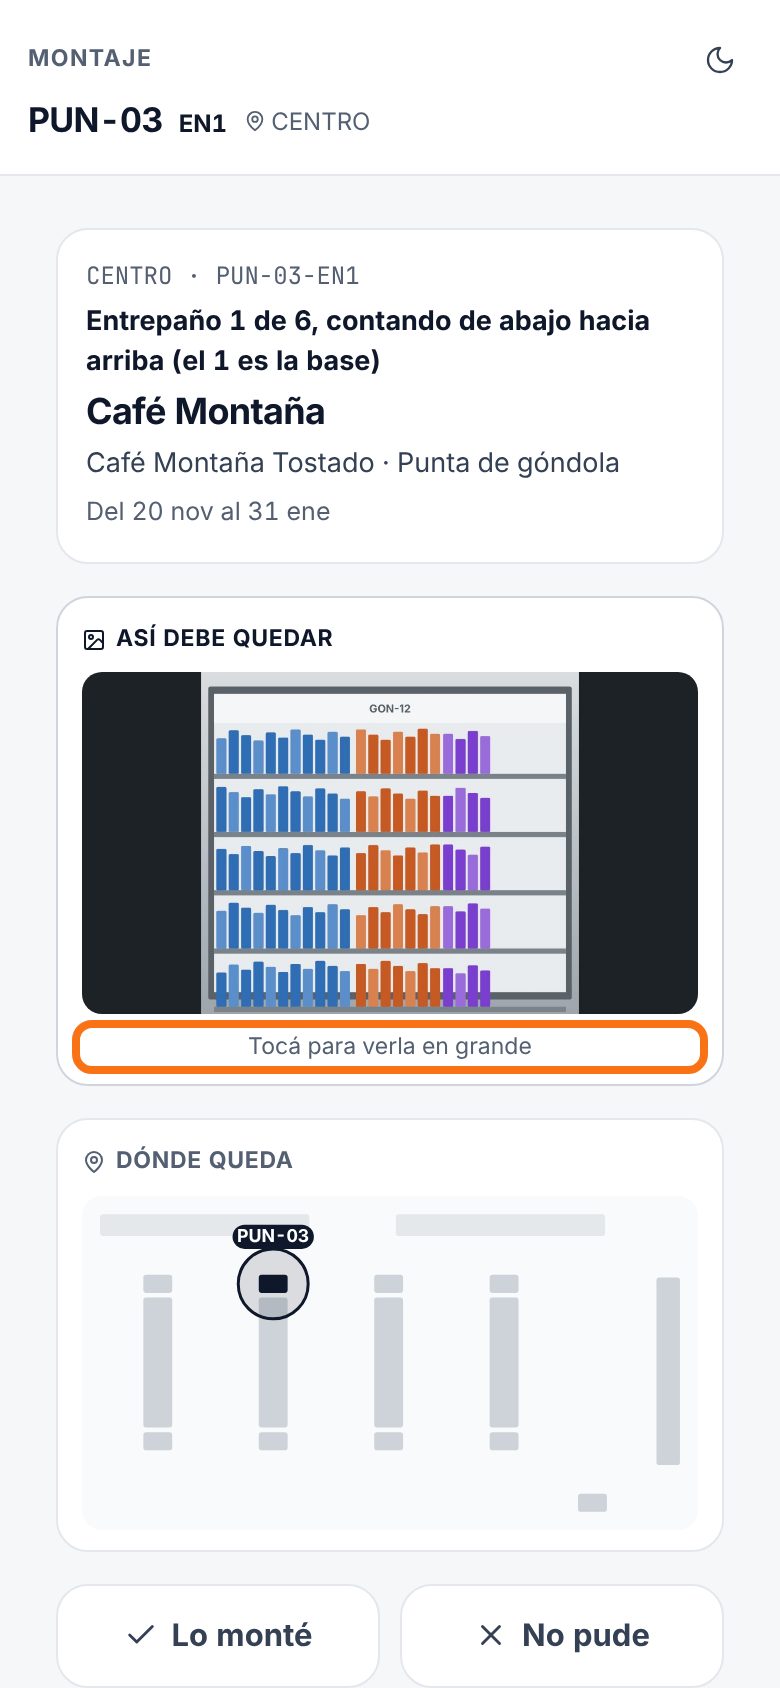 MONTAJE
PUN-03 EN1 CENTRO
CENTRO · PUN-03-EN1
Entrepaño 1 de 6, contando de abajo hacia
arriba (el 1 es la base)
Café Montaña
Café Montaña Tostado · Punta de góndola
Del 20 nov al 31 ene
ASÍ DEBE QUEDAR
GON-12
Tocá para verla en grande
DÓNDE QUEDA
PUN-03
Lo monté No pude